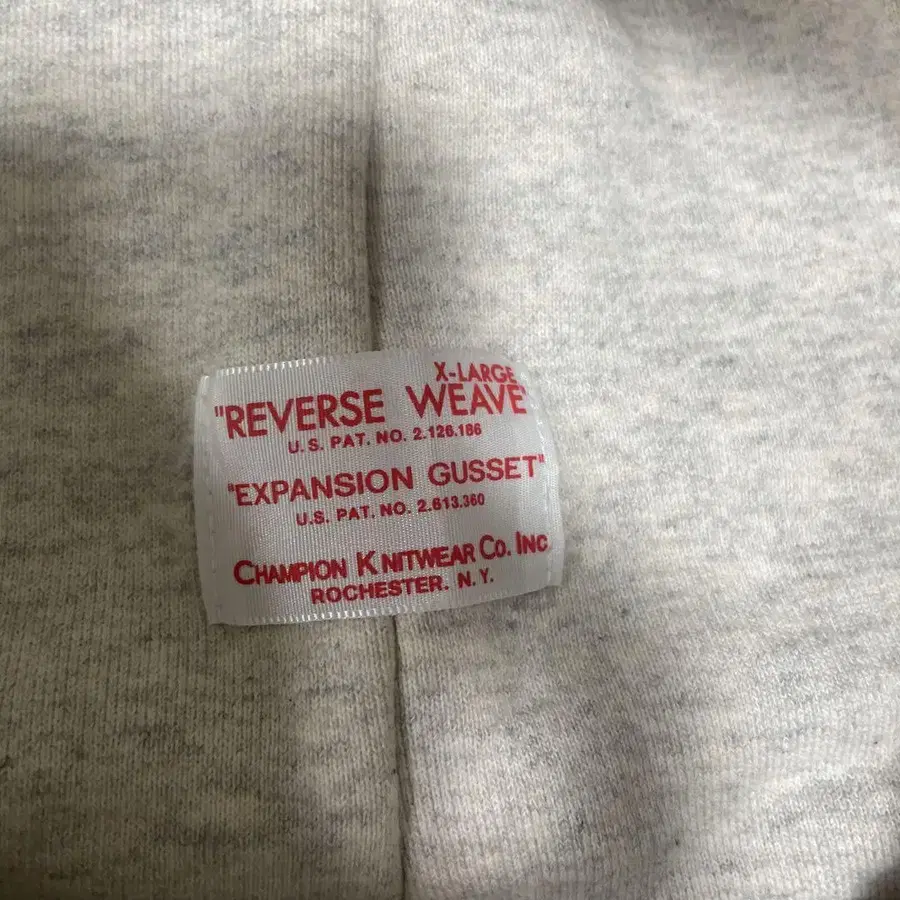 X-LARGE
"REVERSE WEAVE"
U.S. PAT. NO. 2.126.186
"EXPANSION GUSSET"
U.S. PAT. NO. 2.613.360
CHAMPION KNITWEAR CO. INC
ROCHESTER. N.Y.